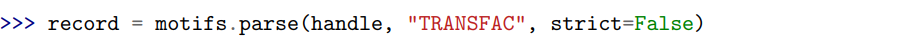 >>> record = motifs.parse(handle, "TRANSFAC", strict=False)